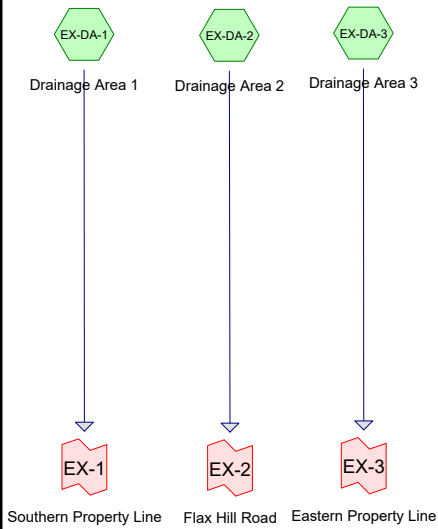 EX-DA-1 EX-DA-2 EX-DA-3
Drainage Area 1 Drainage Area 2 Drainage Area 3
EX-1 EX-2 EX-3
Southern Property Line Flax Hill Road Eastern Property Line